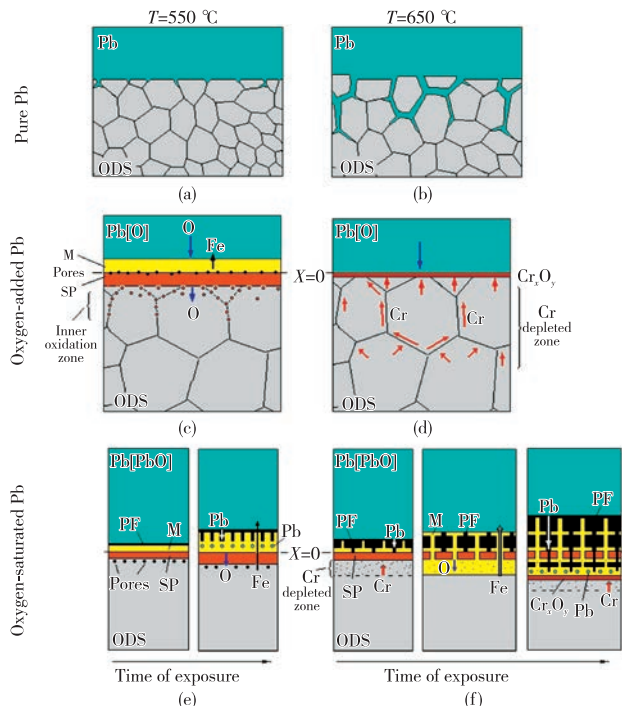 T=550 °C
T=650 °C
Pure Pb
Pb
ODS
(a)
Pb
ODS
(b)
Oxygen-added Pb
Pb[O]
O
Fe
M
Pores
SP
X=0
O
Inner
oxidation
zone
ODS
(c)
Pb[O]
CrxOy
Cr
Cr
Cr
depleted
zone
ODS
(d)
Oxygen-saturated Pb
Pb[PbO]
PF
M
Pb
Pb
X=0
Pores
SP
O
Fe
ODS
Time of exposure
(e)
Pb[PbO]
PF
Pb
M
PF
Pb
PF
Cr
depleted
zone
SP
Cr
O
Fe
CrxOy
Pb
Cr
ODS
Time of exposure
(f)